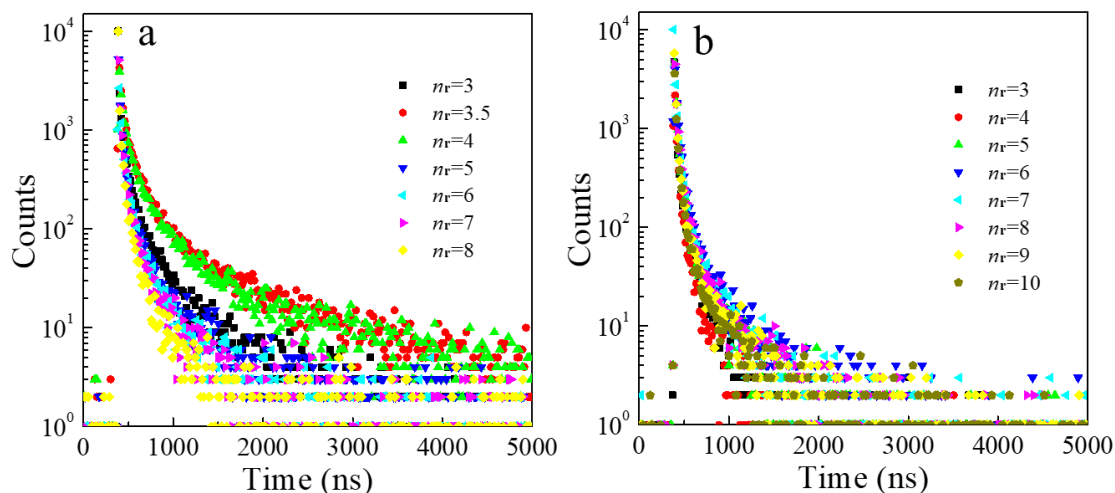 a
Counts
10⁴
10³
10²
10¹
10⁰
nr=3
nr=3.5
nr=4
nr=5
nr=6
nr=7
nr=8
0 1000 2000 3000 4000 5000
Time (ns)
b
Counts
10⁴
10³
10²
10¹
10⁰
nr=3
nr=4
nr=5
nr=6
nr=7
nr=8
nr=9
nr=10
0 1000 2000 3000 4000 5000
Time (ns)